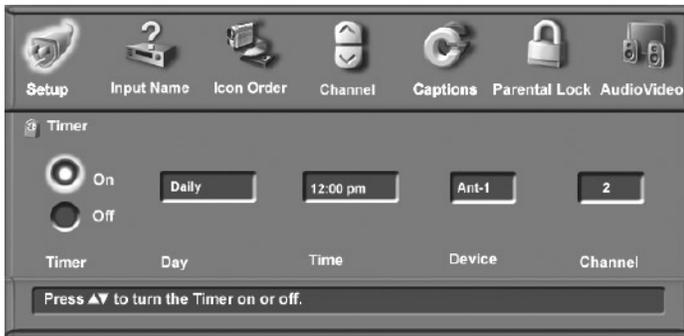 Setup Input Name Icon Order Channel Captions Parental Lock AudioVideo
Timer
On
Off
Daily 12:00 pm Ant-1 2
Timer Day Time Device Channel
Press ▲▼ to turn the Timer on or off.